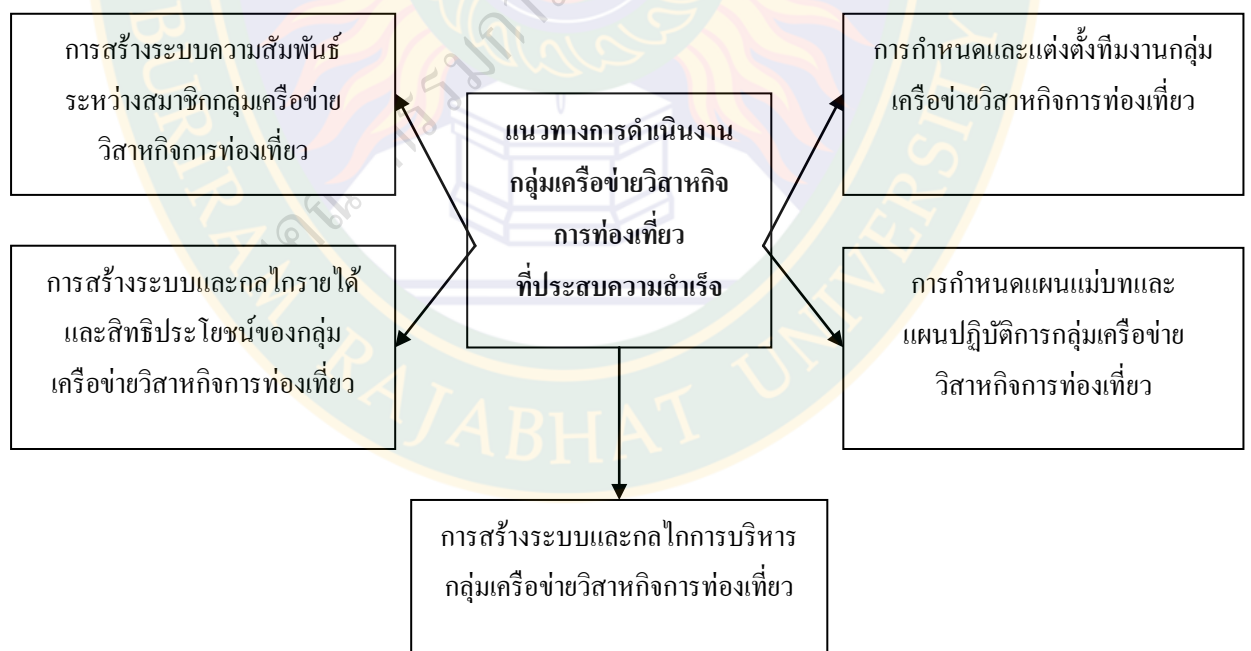 การสร้างระบบความสัมพันธ์
ระหว่างสมาชิกกลุ่มเครือข่าย
วิสาหกิจการท่องเที่ยว
แนวทางการดำเนินงาน
กลุ่มเครือข่ายวิสาหกิจ
การท่องเที่ยว
ที่ประสบความสำเร็จ
การกำหนดและแต่งตั้งทีมงานกลุ่ม
เครือข่ายวิสาหกิจการท่องเที่ยว
การสร้างระบบและกลไกรายได้
และสิทธิประโยชน์ของกลุ่ม
เครือข่ายวิสาหกิจการท่องเที่ยว
การกำหนดแผนแม่บทและ
แผนปฏิบัติการกลุ่มเครือข่าย
วิสาหกิจการท่องเที่ยว
การสร้างระบบและกลไกการบริหาร
กลุ่มเครือข่ายวิสาหกิจการท่องเที่ยว
BURIRAM RAJABHAT UNIVERSITY